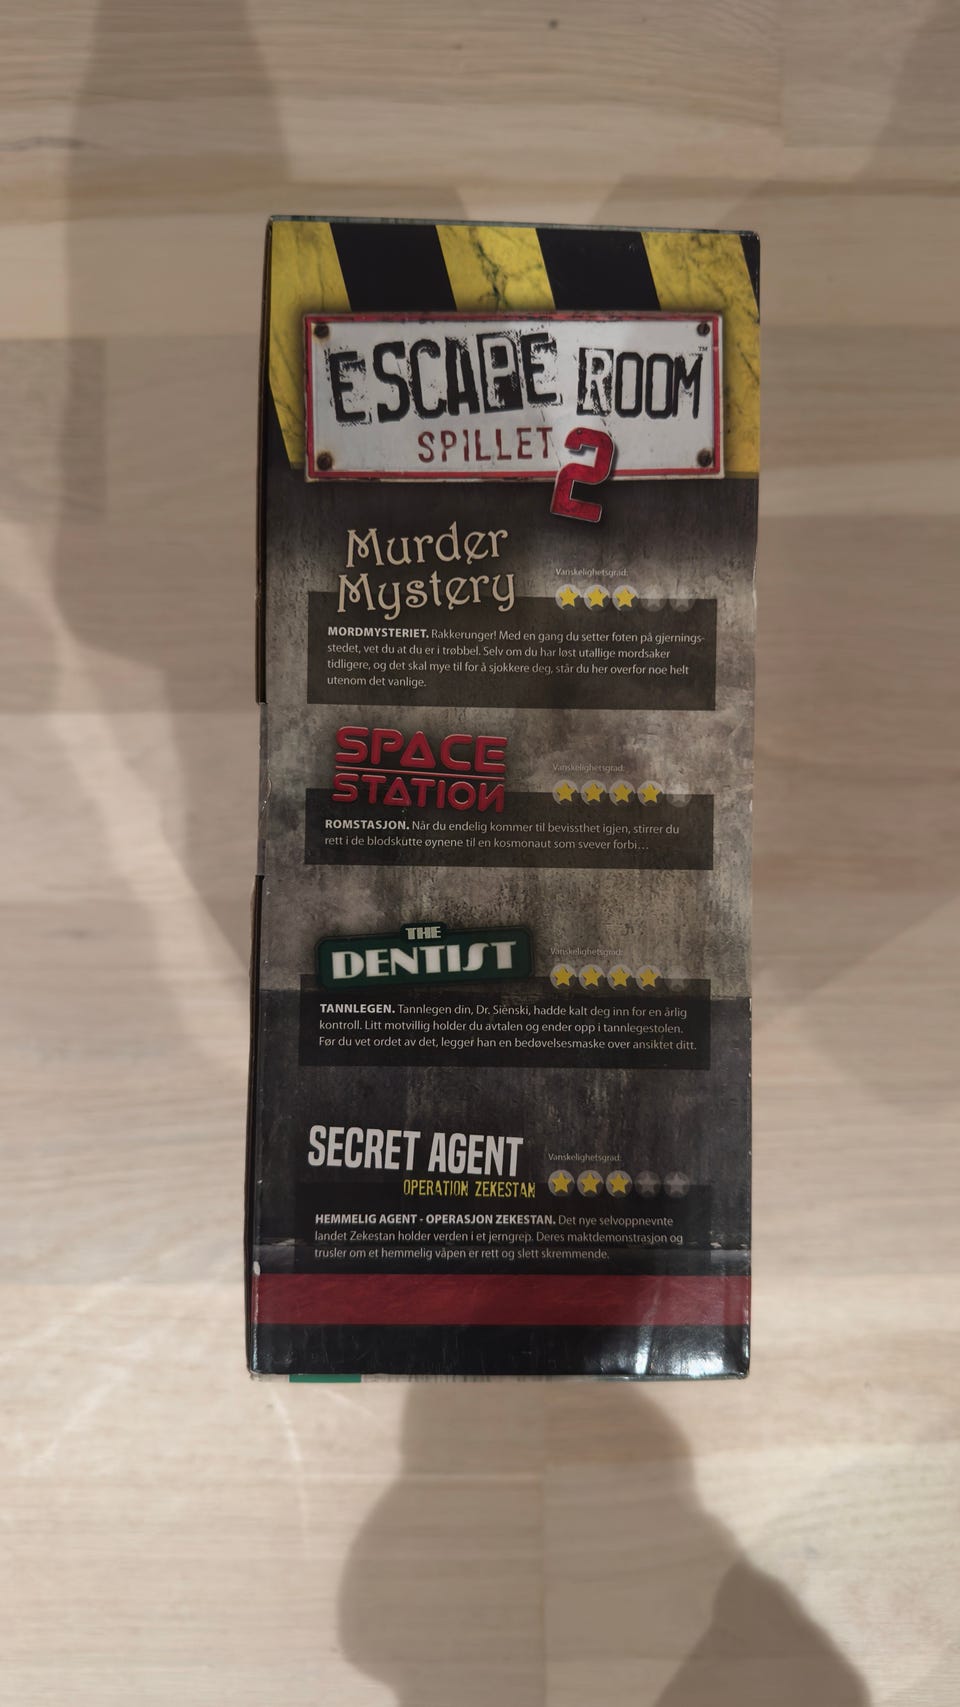 ESCAPE ROOM™
SPILLET 2
Murder
Mystery
Vanskelighetsgrad:
MORDMYSTERIET. Rakkerunger! Med en gang du setter foten på gjernings-
stedet, vet du at du er i trøbbel. Selv om du har løst utallige mordsaker
tidligere, og det skal mye til for å sjokkere deg, står du her overfor noe helt
utenom det vanlige.
SPACE
STATION
Vanskelighetsgrad:
ROMSTASJON. Når du endelig kommer til bevissthet igjen, stirrer du
rett i de blodskutte øynene til en kosmonaut som svever forbi...
THE
DENTIST
Vanskelighetsgrad:
TANNLEGEN. Tannlegen din, Dr. Siènski, hadde kalt deg inn for en årlig
kontroll. Litt motvillig holder du avtalen og ender opp i tannlegestolen.
Før du vet ordet av det, legger han en bedøvelsesmaske over ansiktet ditt.
SECRET AGENT
OPERATION ZEKESTAN
Vanskelighetsgrad:
HEMMELIG AGENT - OPERASJON ZEKESTAN. Det nye selvoppnevnte
landet Zekestan holder verden i et jerngrep. Deres maktdemonstrasjon og
trusler om et hemmelig våpen er rett og slett skremmende.